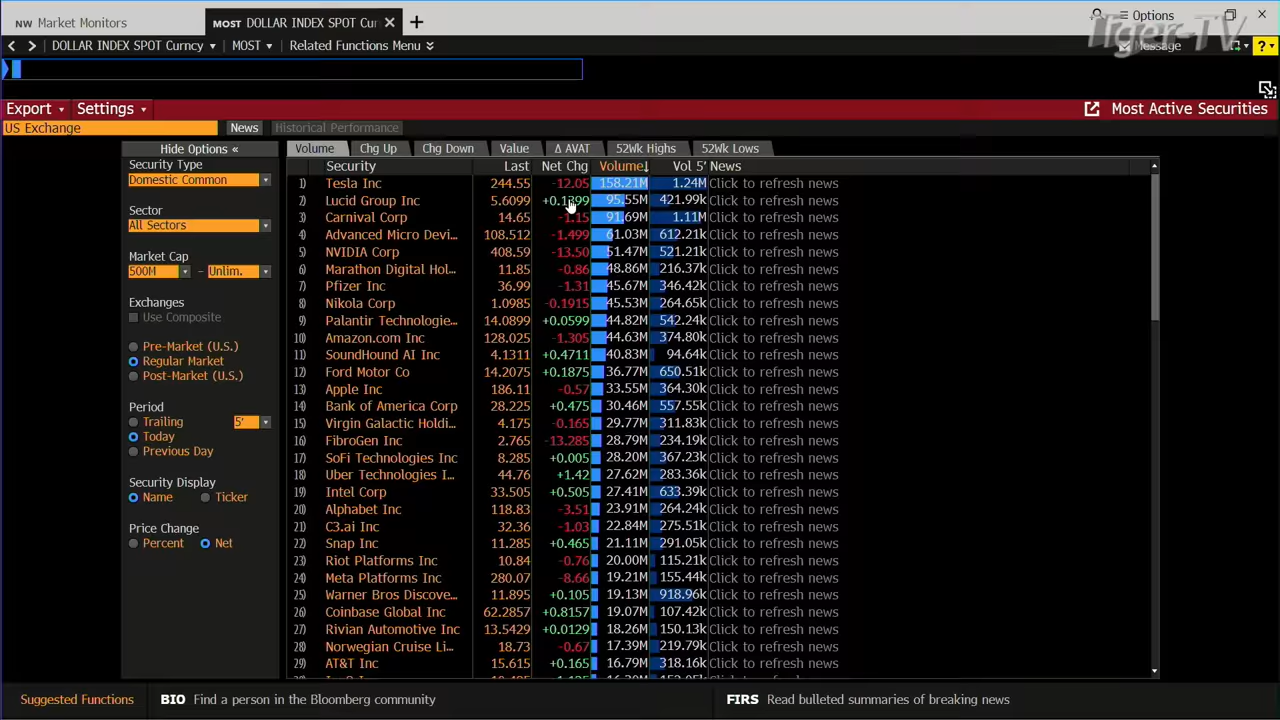 NW Market Monitors
MOST DOLLAR INDEX SPOT Cur
Options
DOLLAR INDEX SPOT Curncy MOST Related Functions Menu
Message
Tiger-TV
Export Settings Most Active Securities
US Exchange News Historical Performance
Hide Options «
Security Type
Domestic Common
Sector
All Sectors
Market Cap
500M - Unlim.
Exchanges
Use Composite
Pre-Market (U.S.)
Regular Market
Post-Market (U.S.)
Period
Trailing 5'
Today
Previous Day
Security Display
Name Ticker
Price Change
Percent Net
Volume Chg Up Chg Down Value Δ AVAT 52Wk Highs 52Wk Lows
Security Last Net Chg Volume↓ Vol 5' News
1) Tesla Inc 244.55 -12.05 158.21M 1.24M Click to refresh news
2) Lucid Group Inc 5.6099 +0.1399 95.55M 421.99k Click to refresh news
3) Carnival Corp 14.65 -1.15 91.69M 1.11M Click to refresh news
4) Advanced Micro Devi... 108.512 -1.499 61.03M 612.21k Click to refresh news
5) NVIDIA Corp 408.59 -13.50 51.47M 521.21k Click to refresh news
6) Marathon Digital Hol... 11.85 -0.86 48.86M 216.37k Click to refresh news
7) Pfizer Inc 36.99 -1.31 45.67M 346.42k Click to refresh news
8) Nikola Corp 1.0985 -0.1915 45.53M 264.65k Click to refresh news
9) Palantir Technologie... 14.0899 +0.0599 44.82M 542.24k Click to refresh news
10) Amazon.com Inc 128.025 -1.305 44.63M 374.80k Click to refresh news
11) SoundHound AI Inc 4.1311 +0.4711 40.83M 94.64k Click to refresh news
12) Ford Motor Co 14.2075 +0.1875 36.77M 650.51k Click to refresh news
13) Apple Inc 186.11 -0.57 33.55M 364.30k Click to refresh news
14) Bank of America Corp 28.225 +0.475 30.46M 557.55k Click to refresh news
15) Virgin Galactic Holdi... 4.175 -0.165 29.77M 311.83k Click to refresh news
16) FibroGen Inc 2.765 -13.285 28.79M 234.19k Click to refresh news
17) SoFi Technologies Inc 8.285 +0.005 28.20M 367.23k Click to refresh news
18) Uber Technologies I... 44.76 +1.42 27.62M 283.36k Click to refresh news
19) Intel Corp 33.505 +0.505 27.41M 633.39k Click to refresh news
20) Alphabet Inc 118.83 -3.51 23.91M 264.24k Click to refresh news
21) C3.ai Inc 32.36 -1.03 22.84M 275.51k Click to refresh news
22) Snap Inc 11.285 +0.465 21.11M 291.05k Click to refresh news
23) Riot Platforms Inc 10.84 -0.76 20.00M 115.21k Click to refresh news
24) Meta Platforms Inc 280.07 -8.66 19.21M 155.44k Click to refresh news
25) Warner Bros Discove... 11.895 +0.105 19.13M 918.96k Click to refresh news
26) Coinbase Global Inc 62.2857 +0.8157 19.07M 107.42k Click to refresh news
27) Rivian Automotive Inc 13.5429 +0.0129 18.26M 150.13k Click to refresh news
28) Norwegian Cruise Li... 18.73 -0.67 17.39M 219.79k Click to refresh news
29) AT&T Inc 15.615 +0.165 16.79M 318.16k Click to refresh news
Suggested Functions BIO Find a person in the Bloomberg community FIRS Read bulleted summaries of breaking news